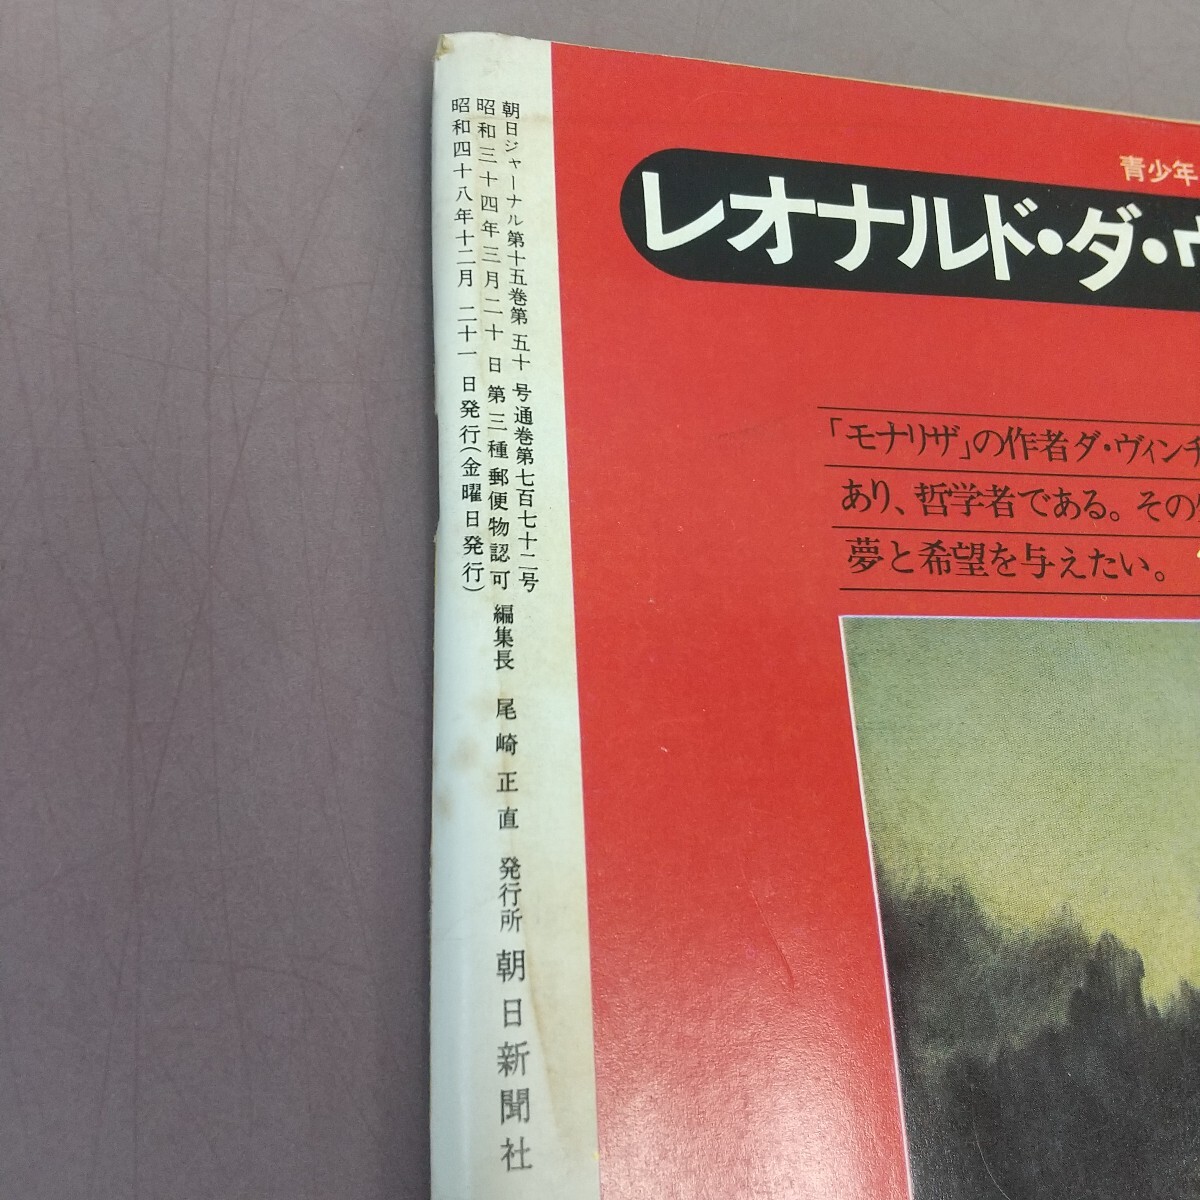 朝日ジャーナル第十五巻第五十号通巻第七百七十二号
昭和三十四年三月二十日第三種郵便物認可
昭和四十八年十二月二十一日発行(金曜日発行)
編集長 尾崎正直 発行所 朝日新聞社
青少年
レオナルド・ダ・ヴ
「モナリザ」の作者ダ・ヴィンチ
あり、哲学者である。その
夢と希望を与えたい。